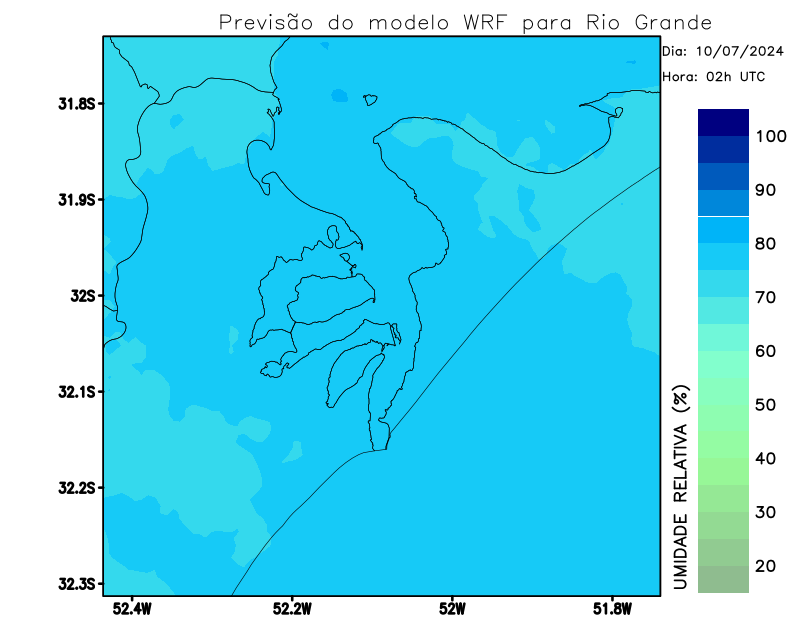 Previsão do modelo WRF para Rio Grande
Dia: 10/07/2024
Hora: 02h UTC
31.8S
31.9S
32S
32.1S
32.2S
32.3S
52.4W
52.2W
52W
51.8W
UMIDADE RELATIVA (%)
100
90
80
70
60
50
40
30
20